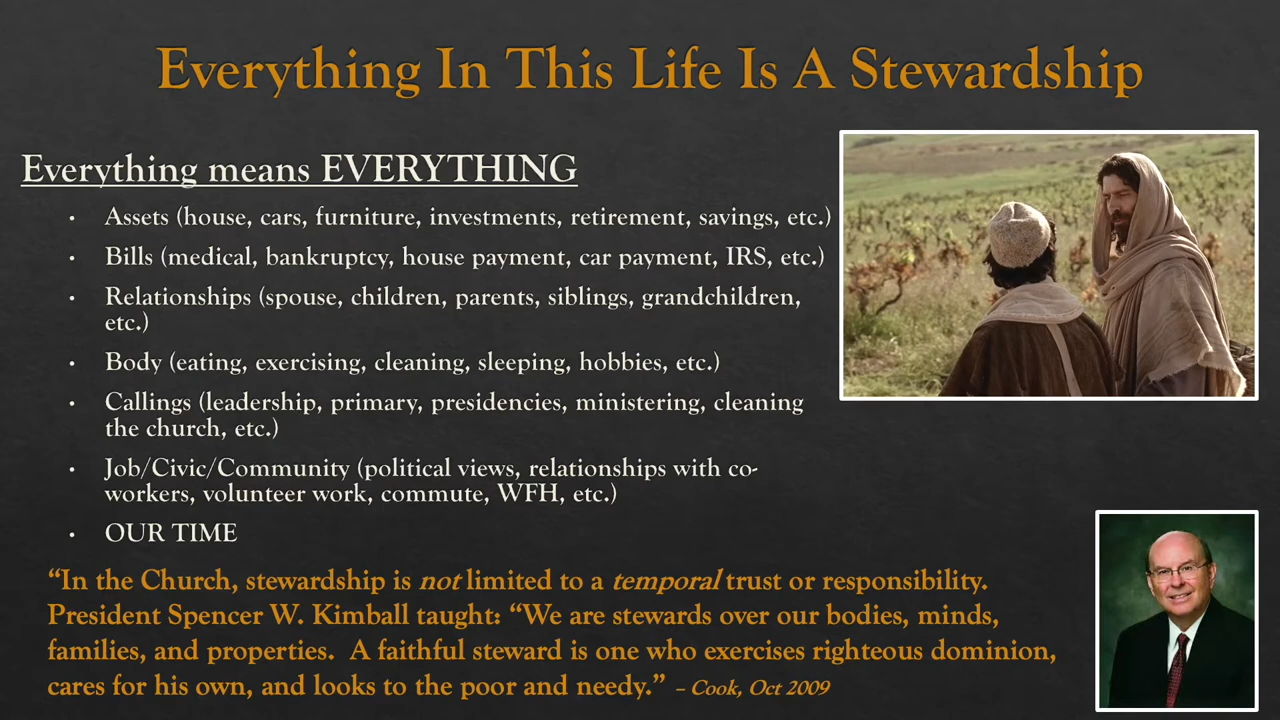 Everything In This Life Is A Stewardship
Everything means EVERYTHING
• Assets (house, cars, furniture, investments, retirement, savings, etc.)
• Bills (medical, bankruptcy, house payment, car payment, IRS, etc.)
• Relationships (spouse, children, parents, siblings, grandchildren,
etc.)
• Body (eating, exercising, cleaning, sleeping, hobbies, etc.)
• Callings (leadership, primary, presidencies, ministering, cleaning
the church, etc.)
• Job/Civic/Community (political views, relationships with co-
workers, volunteer work, commute, WFH, etc.)
• OUR TIME
“In the Church, stewardship is not limited to a temporal trust or responsibility.
President Spencer W. Kimball taught: “We are stewards over our bodies, minds,
families, and properties.  A faithful steward is one who exercises righteous dominion,
cares for his own, and looks to the poor and needy.” – Cook, Oct 2009